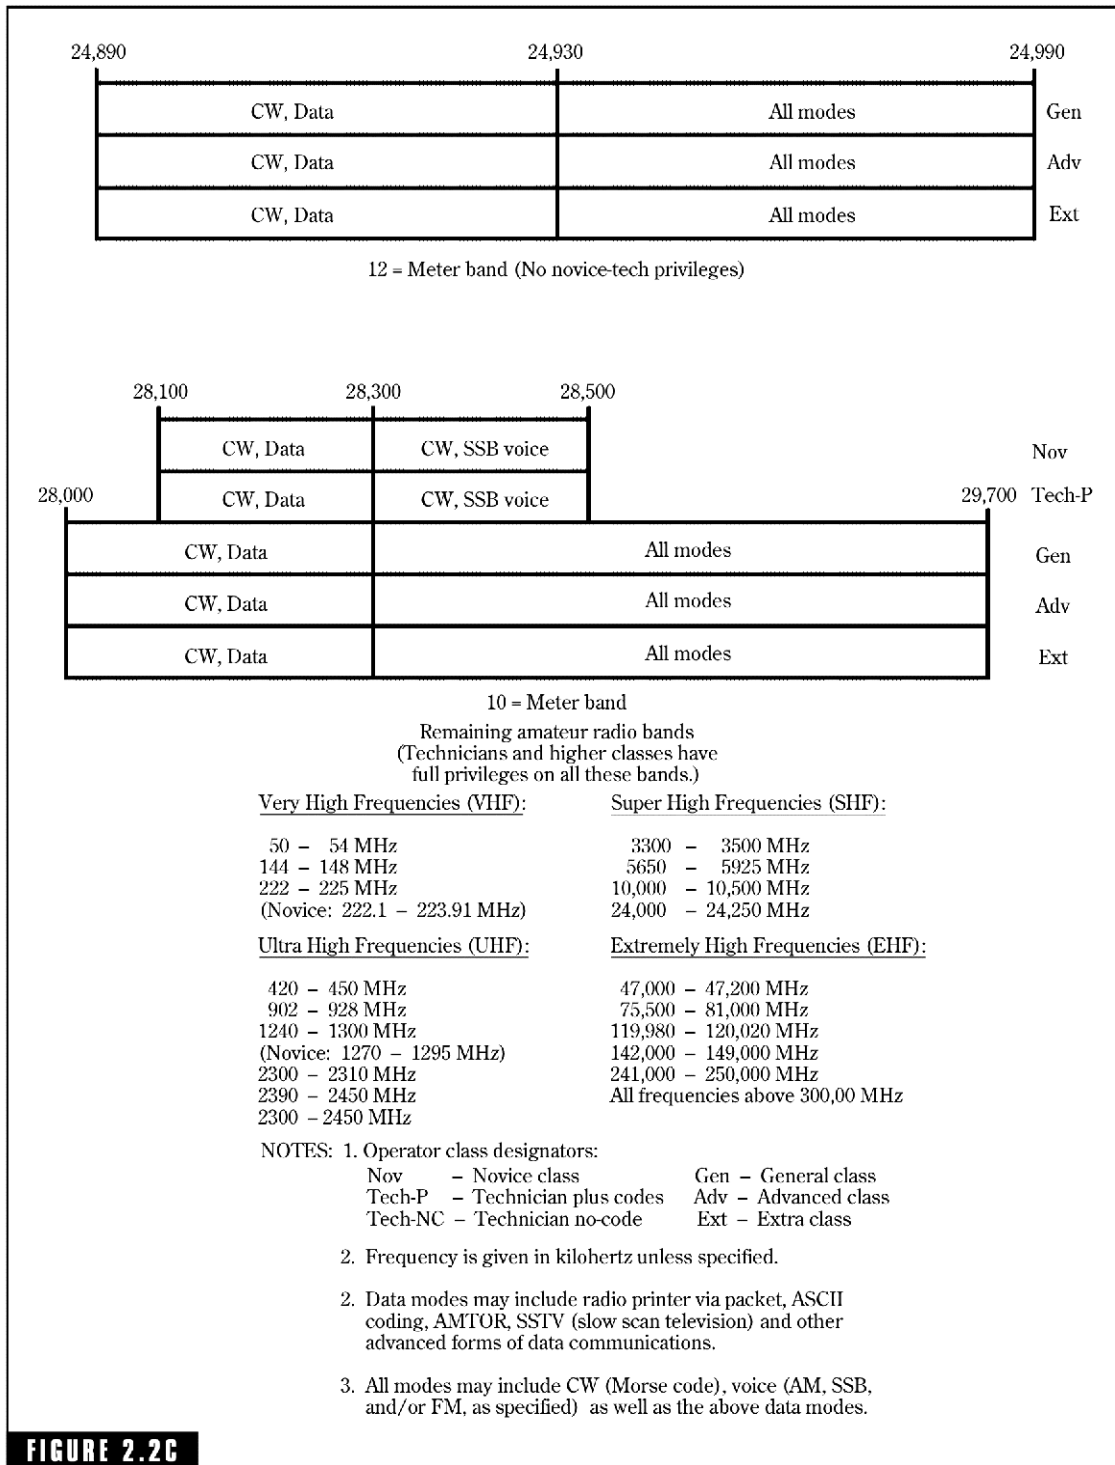 24,890 24,930 24,990
CW, Data All modes Gen
CW, Data All modes Adv
CW, Data All modes Ext
12 = Meter band (No novice-tech privileges)
28,100 28,300 28,500
CW, Data CW, SSB voice Nov
28,000 CW, Data CW, SSB voice 29,700 Tech-P
CW, Data All modes Gen
CW, Data All modes Adv
CW, Data All modes Ext
10 = Meter band
Remaining amateur radio bands
(Technicians and higher classes have
full privileges on all these bands.)
Very High Frequencies (VHF):
50 – 54 MHz
144 – 148 MHz
222 – 225 MHz
(Novice: 222.1 – 223.91 MHz)
Super High Frequencies (SHF):
3300 – 3500 MHz
5650 – 5925 MHz
10,000 – 10,500 MHz
24,000 – 24,250 MHz
Ultra High Frequencies (UHF):
420 – 450 MHz
902 – 928 MHz
1240 – 1300 MHz
(Novice: 1270 – 1295 MHz)
2300 – 2310 MHz
2390 – 2450 MHz
2300 – 2450 MHz
Extremely High Frequencies (EHF):
47,000 – 47,200 MHz
75,500 – 81,000 MHz
119,980 – 120,020 MHz
142,000 – 149,000 MHz
241,000 – 250,000 MHz
All frequencies above 300,00 MHz
NOTES: 1. Operator class designators:
Nov – Novice class Gen – General class
Tech-P – Technician plus codes Adv – Advanced class
Tech-NC – Technician no-code Ext – Extra class
2. Frequency is given in kilohertz unless specified.
2. Data modes may include radio printer via packet, ASCII
coding, AMTOR, SSTV (slow scan television) and other
advanced forms of data communications.
3. All modes may include CW (Morse code), voice (AM, SSB,
and/or FM, as specified) as well as the above data modes.
FIGURE 2.2C